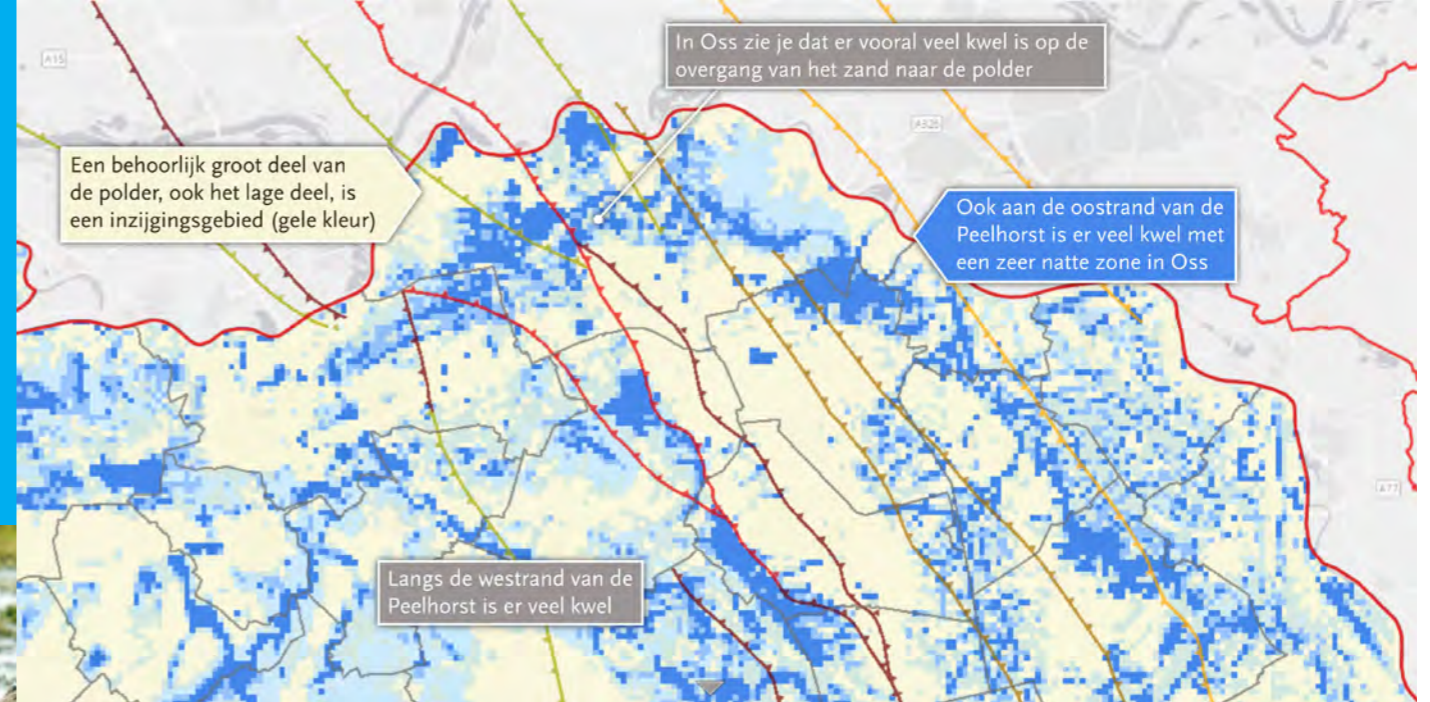 In Oss zie je dat er vooral veel kwel is op de
overgang van het zand naar de polder
A15
A326
Een behoorlijk groot deel van
de polder, ook het lage deel, is
een inzijgingsgebied (gele kleur)
Ook aan de oostrand van de
Peelhorst is er veel kwel met
een zeer natte zone in Oss
A77
Langs de westrand van de
Peelhorst is er veel kwel